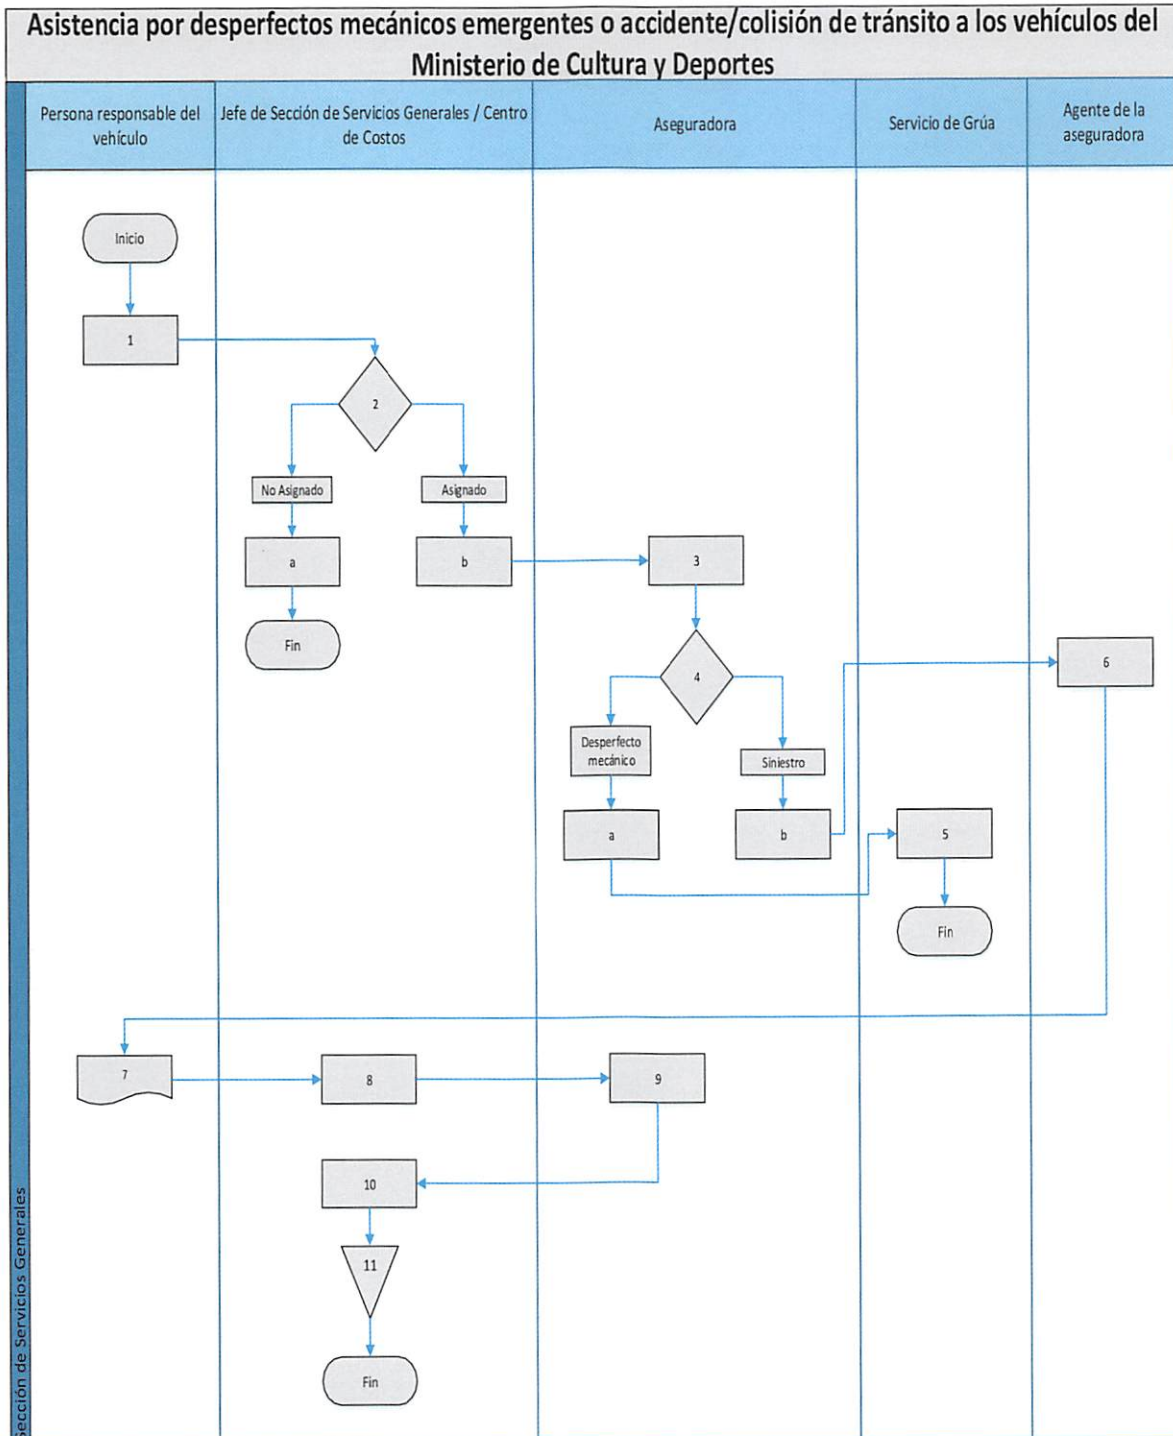 Asistencia por desperfectos mecánicos emergentes o accidente/colisión de tránsito a los vehículos del
Ministerio de Cultura y Deportes
Persona responsable del
vehículo
Jefe de Sección de Servicios Generales / Centro
de Costos
Aseguradora
Servicio de Grúa
Agente de la
aseguradora
Inicio
1
2
No Asignado
Asignado
a
b
3
Fin
4
6
Desperfecto
mecánico
Siniestro
a
b
5
Fin
7
8
9
10
11
Fin
Sección de Servicios Generales